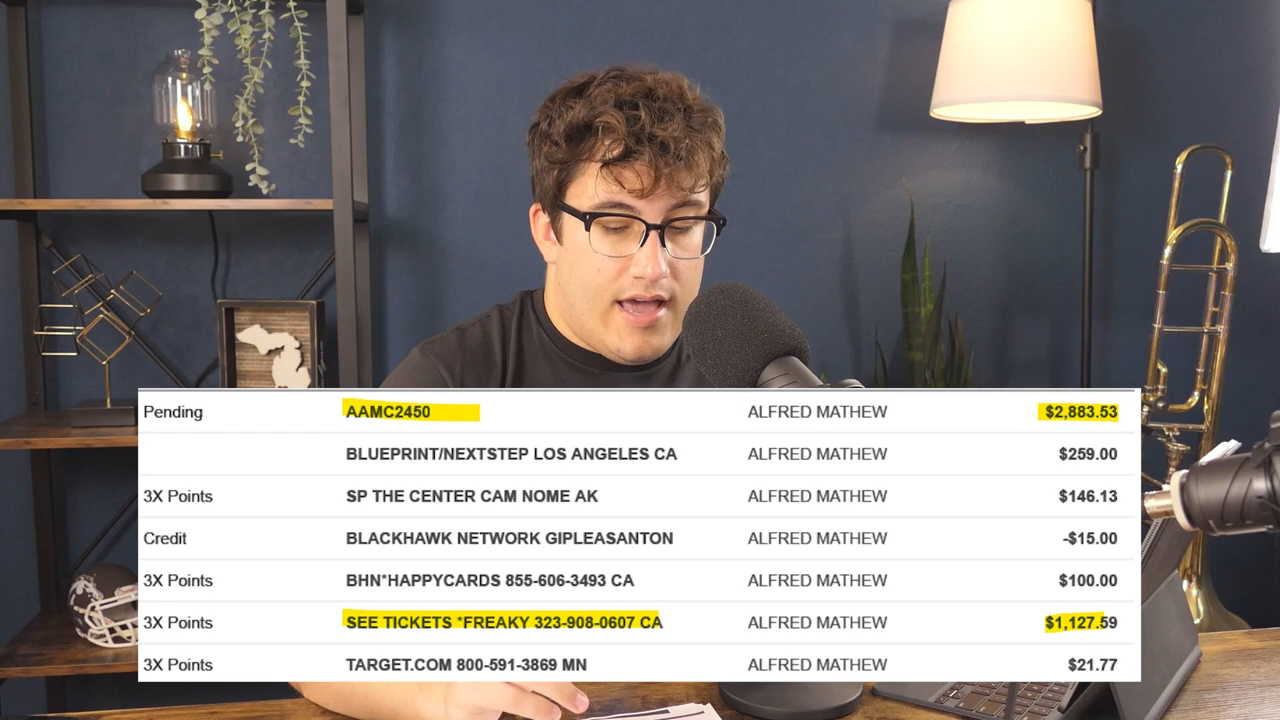 Pending AAMC2450 ALFRED MATHEW $2,883.53
BLUEPRINT/NEXTSTEP LOS ANGELES CA ALFRED MATHEW $259.00
3X Points SP THE CENTER CAM NOME AK ALFRED MATHEW $146.13
Credit BLACKHAWK NETWORK GIPLEASANTON ALFRED MATHEW -$15.00
3X Points BHN*HAPPYCARDS 855-606-3493 CA ALFRED MATHEW $100.00
3X Points SEE TICKETS *FREAKY 323-908-0607 CA ALFRED MATHEW $1,127.59
3X Points TARGET.COM 800-591-3869 MN ALFRED MATHEW $21.77